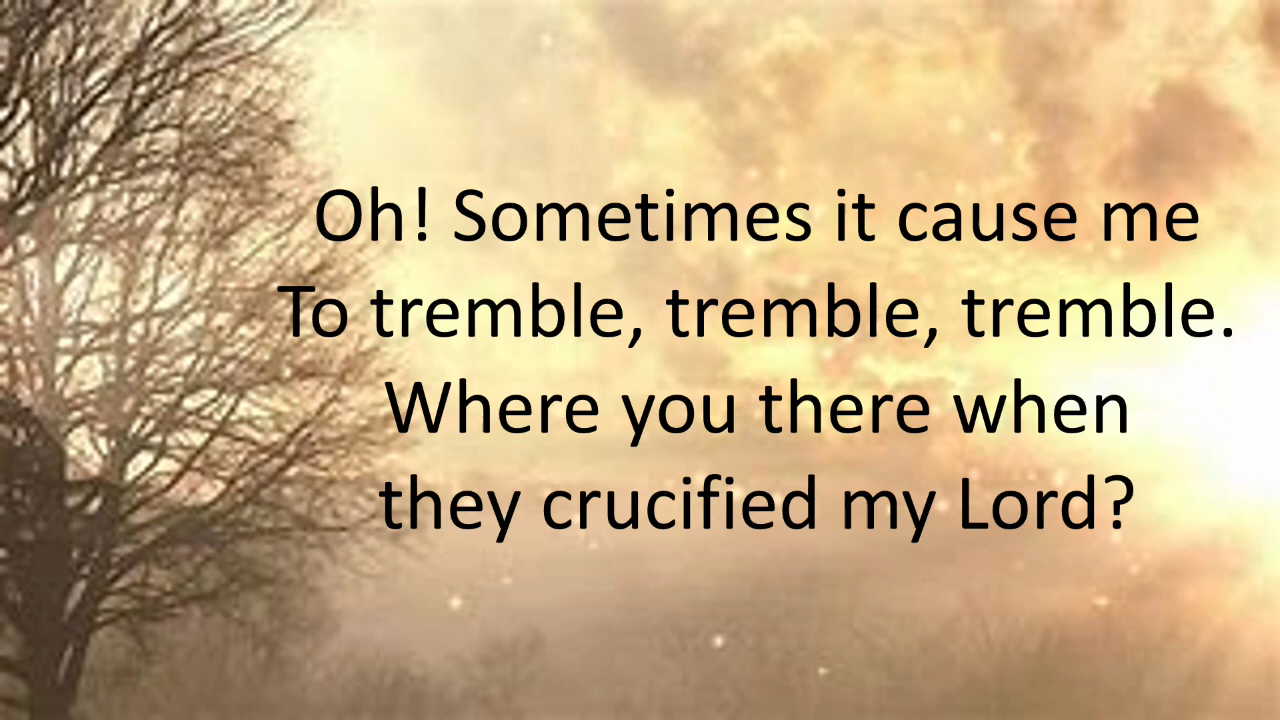 Oh! Sometimes it cause me
To tremble, tremble, tremble.
Where you there when
they crucified my Lord?